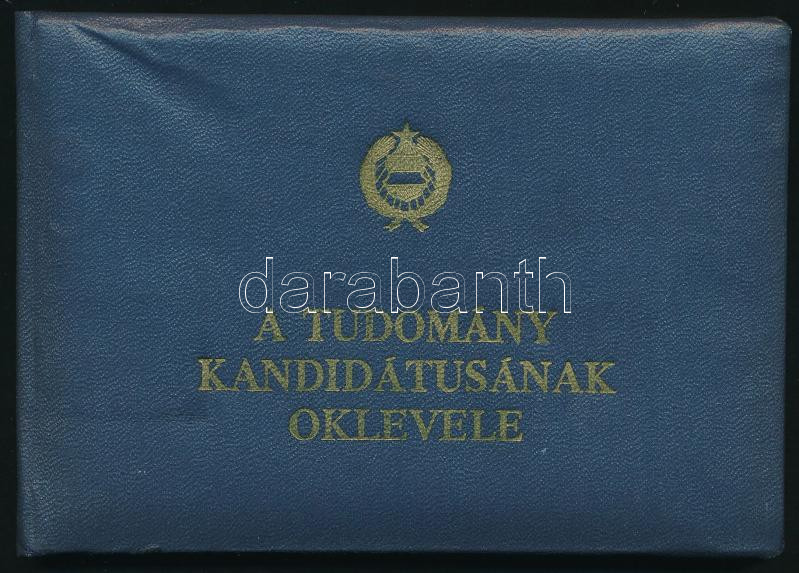 darabanth
A TUDOMÁNY
KANDIDÁTUSÁNAK
OKLEVELE